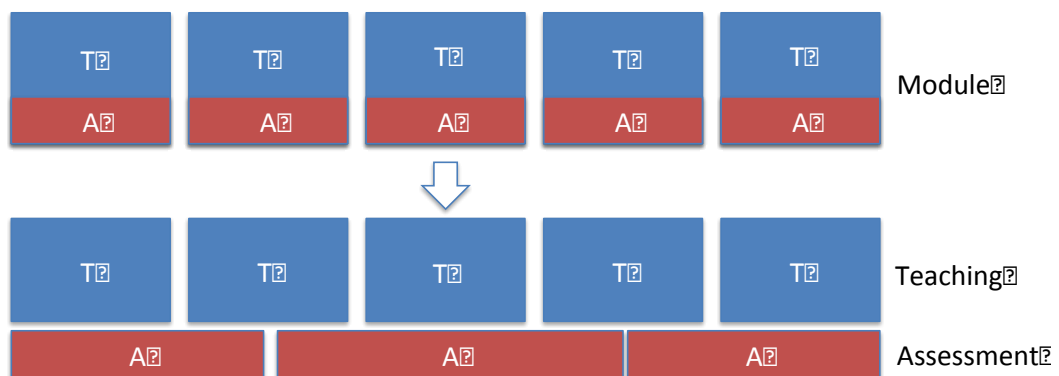 T⍰ T⍰ T⍰ T⍰ T⍰
Module⍰
A⍰ A⍰ A⍰ A⍰ A⍰
T⍰ T⍰ T⍰ T⍰ T⍰
Teaching⍰
A⍰ A⍰ A⍰
Assessment⍰